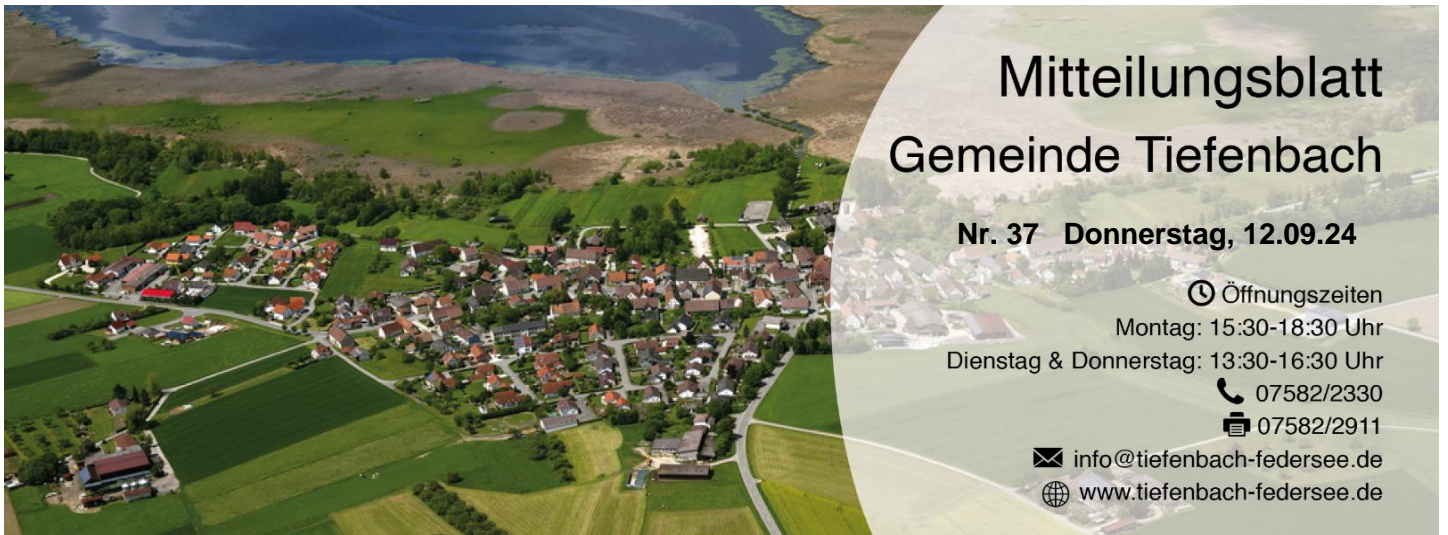 Mitteilungsblatt
Gemeinde Tiefenbach
Nr. 37 Donnerstag, 12.09.24
Öffnungszeiten
Montag: 15:30-18:30 Uhr
Dienstag & Donnerstag: 13:30-16:30 Uhr
07582/2330
07582/2911
info@tiefenbach-federsee.de
www.tiefenbach-federsee.de